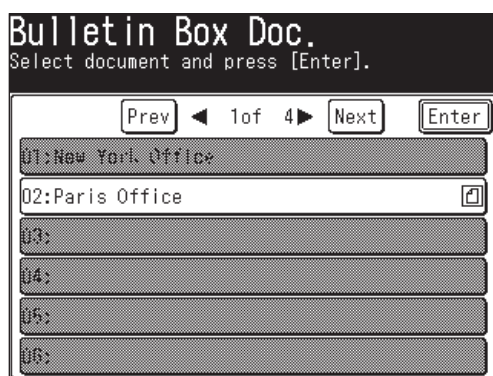 Bulletin Box Doc.
Select document and press [Enter].
Prev ◀ 1of 4▶ Next Enter
01:New York Office
02:Paris Office
03:
04:
05:
06: